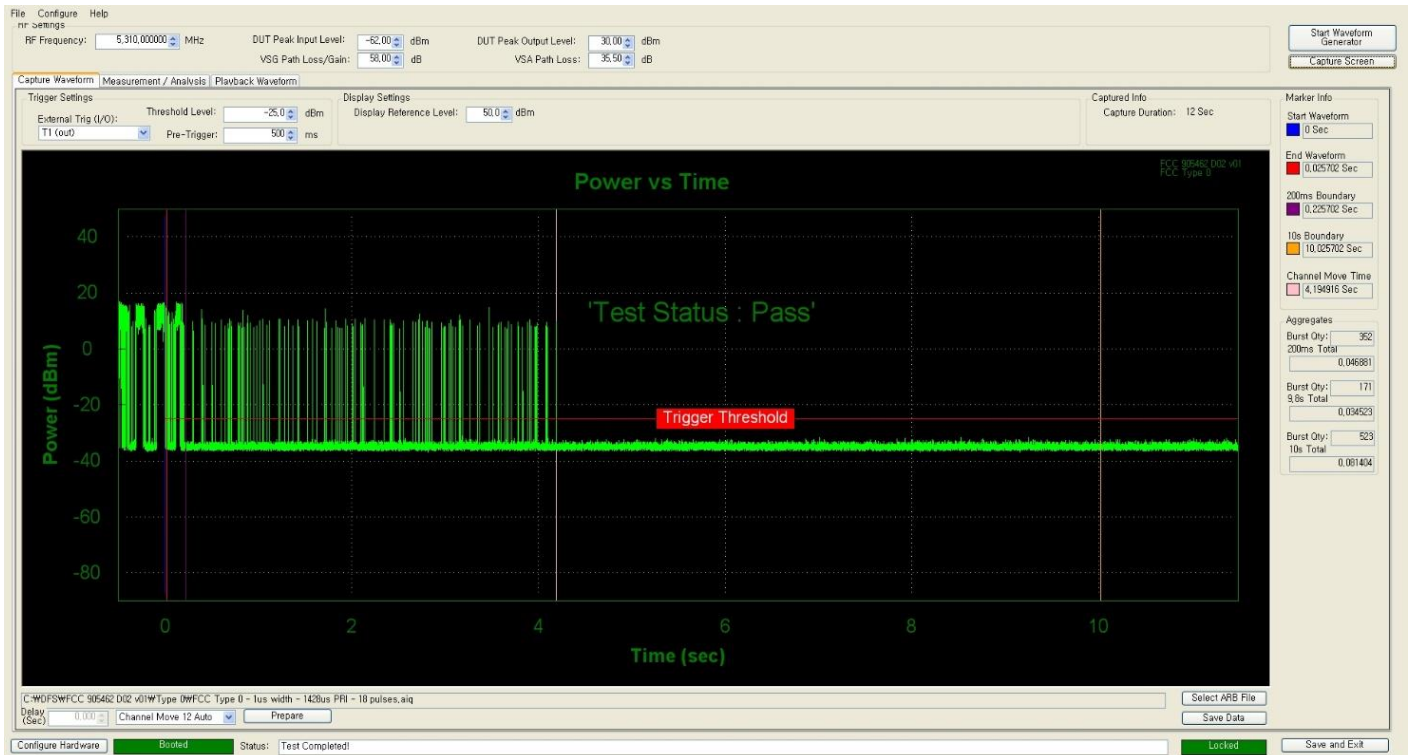 File Configure Help
RF Settings
RF Frequency: 5,310,000000 MHz DUT Peak Input Level: -62,00 dBm DUT Peak Output Level: 30,00 dBm
VSG Path Loss/Gain: 58,00 dB VSA Path Loss: 35,50 dB
Start Waveform Generator
Capture Screen
Capture Waveform Measurement / Analysis Playback Waveform
Trigger Settings
External Trig (I/O): Threshold Level: -25,0 dBm
T1 (out) Pre-Trigger: 500 ms
Display Settings
Display Reference Level: 50,0 dBm
Captured Info
Capture Duration: 12 Sec
Marker Info
Start Waveform
0 Sec
End Waveform
0,025702 Sec
200ms Boundary
0,225702 Sec
10s Boundary
10,025702 Sec
Channel Move Time
4,194916 Sec
Aggregates
Burst Qty: 352
200ms Total
0,046881
Burst Qty: 171
9,8s Total
0,034523
Burst Qty: 523
10s Total
0,081404
FCC 905462 D02 v01
FCC Type 0
Power vs Time
'Test Status : Pass'
Trigger Threshold
Power (dBm)
40
20
0
-20
-40
-60
-80
0 2 4 6 8 10
Time (sec)
C:₩DFS₩FCC 905462 D02 v01₩Type 0₩FCC Type 0 - 1us width - 1428us PRI - 18 pulses,aiq
Select ARB File
Delay (Sec) 0,000 Channel Move 12 Auto Prepare
Save Data
Configure Hardware Booted Status: Test Completed! Locked Save and Exit